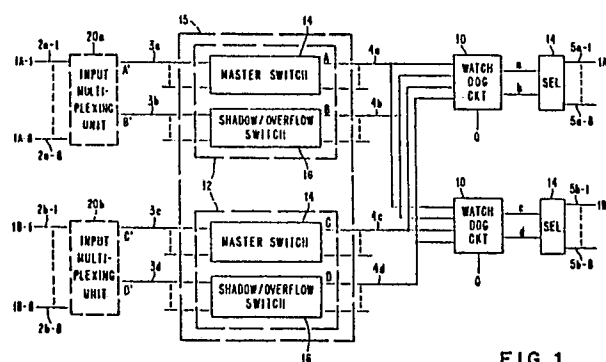 15
14
20a
3a
4a
10
14
2a-1
5a-1
1A-1
INPUT
MULTI-
PLEXING
UNIT
A'
MASTER SWITCH
A
WATCH
DOG
CKT
a
b
SEL
1A
3b
B'
SHADOW/OVERFLOW
SWITCH
B
4b
1A-8
2a-8
12
16
Q
5a-8
20b
14
2b-1
3c
4c
10
14
5b-1
1B-1
INPUT
MULTI-
PLEXING
UNIT
C'
MASTER SWITCH
C
WATCH
DOG
CKT
c
d
SEL
1B
3d
D'
SHADOW/OVERFLOW
SWITCH
D
4d
1B-8
2b-8
16
Q
5b-8
FIG. 1